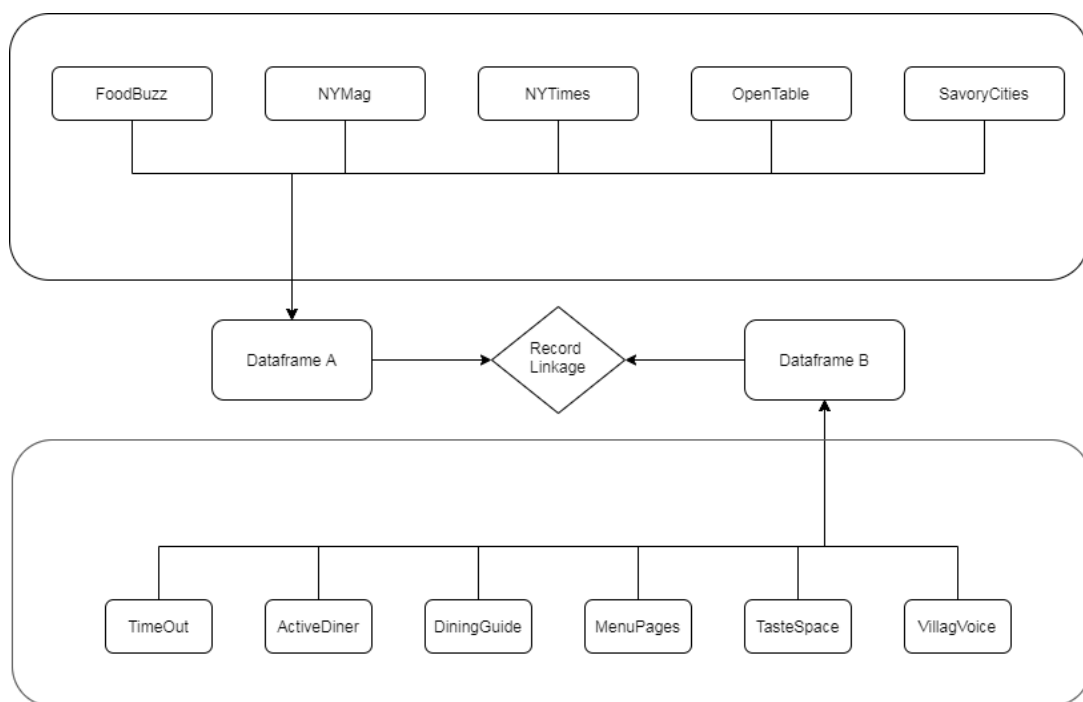 FoodBuzz
NYMag
NYTimes
OpenTable
SavoryCities
Dataframe A
Record
Linkage
Dataframe B
TimeOut
ActiveDiner
DiningGuide
MenuPages
TasteSpace
VillagVoice